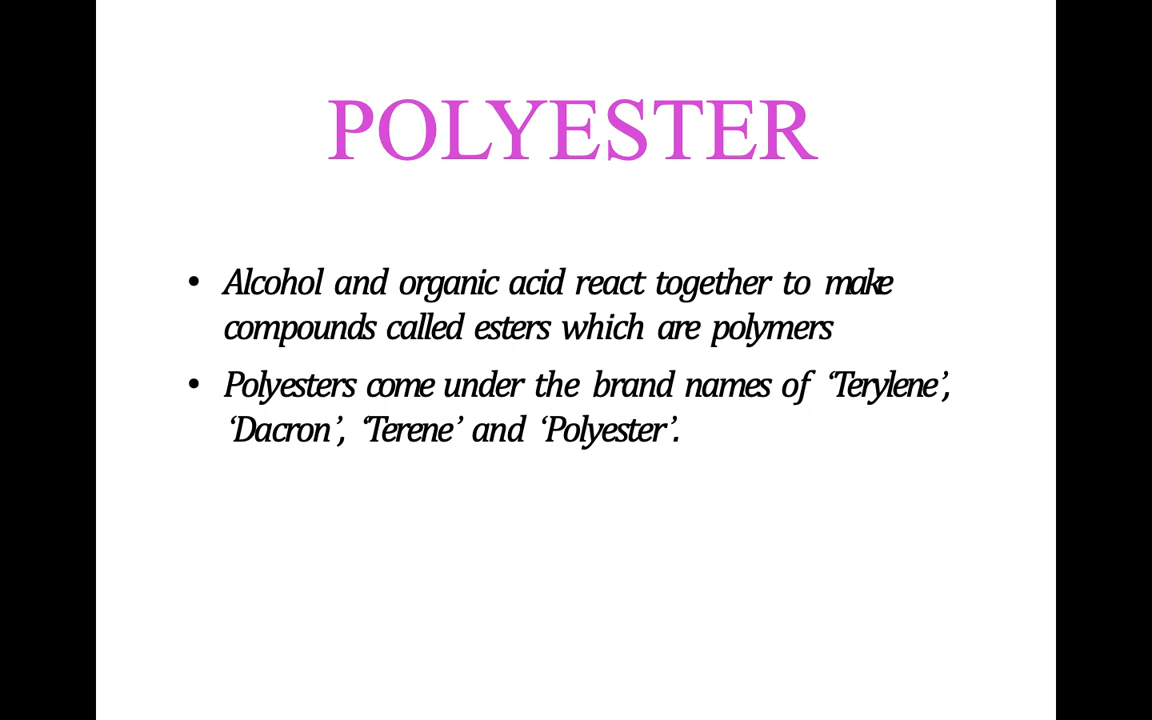 POLYESTER
• Alcohol and organic acid react together to make
compounds called esters which are polymers
• Polyesters come under the brand names of ‘Terylene’,
‘Dacron’, ‘Terene’ and ‘Polyester’.